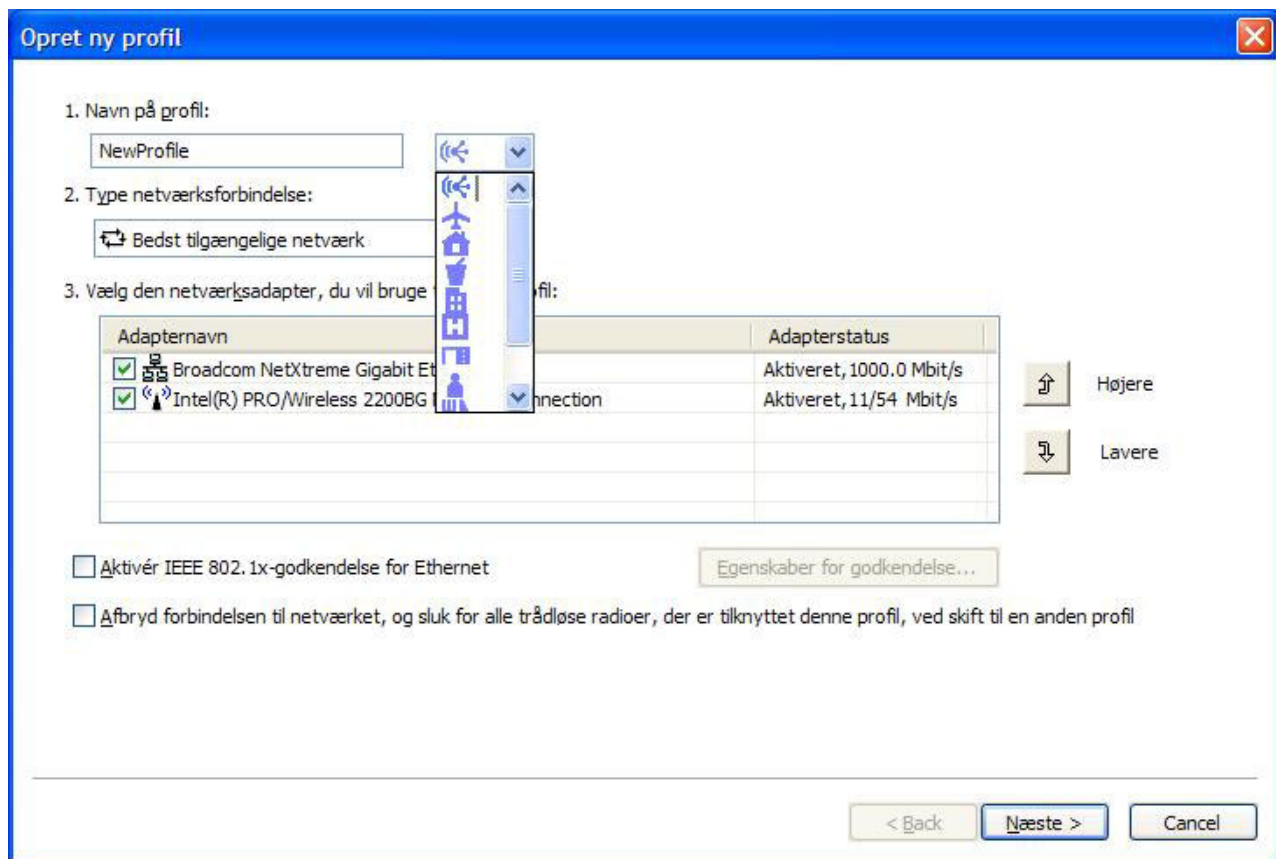 Opret ny profil
1. Navn på profil:
NewProfile
2. Type netværksforbindelse:
Bedst tilgængelige netværk
3. Vælg den netværksadapter, du vil bruge fil:
Adapternavn Adapterstatus
Broadcom NetXtreme Gigabit Et Aktiveret, 1000.0 Mbit/s
Intel(R) PRO/Wireless 2200BG nnection Aktiveret, 11/54 Mbit/s
Højere
Lavere
Aktivér IEEE 802.1x-godkendelse for Ethernet Egenskaber for godkendelse...
Afbryd forbindelsen til netværket, og sluk for alle trådløse radioer, der er tilknyttet denne profil, ved skift til en anden profil
< Back Næste > Cancel